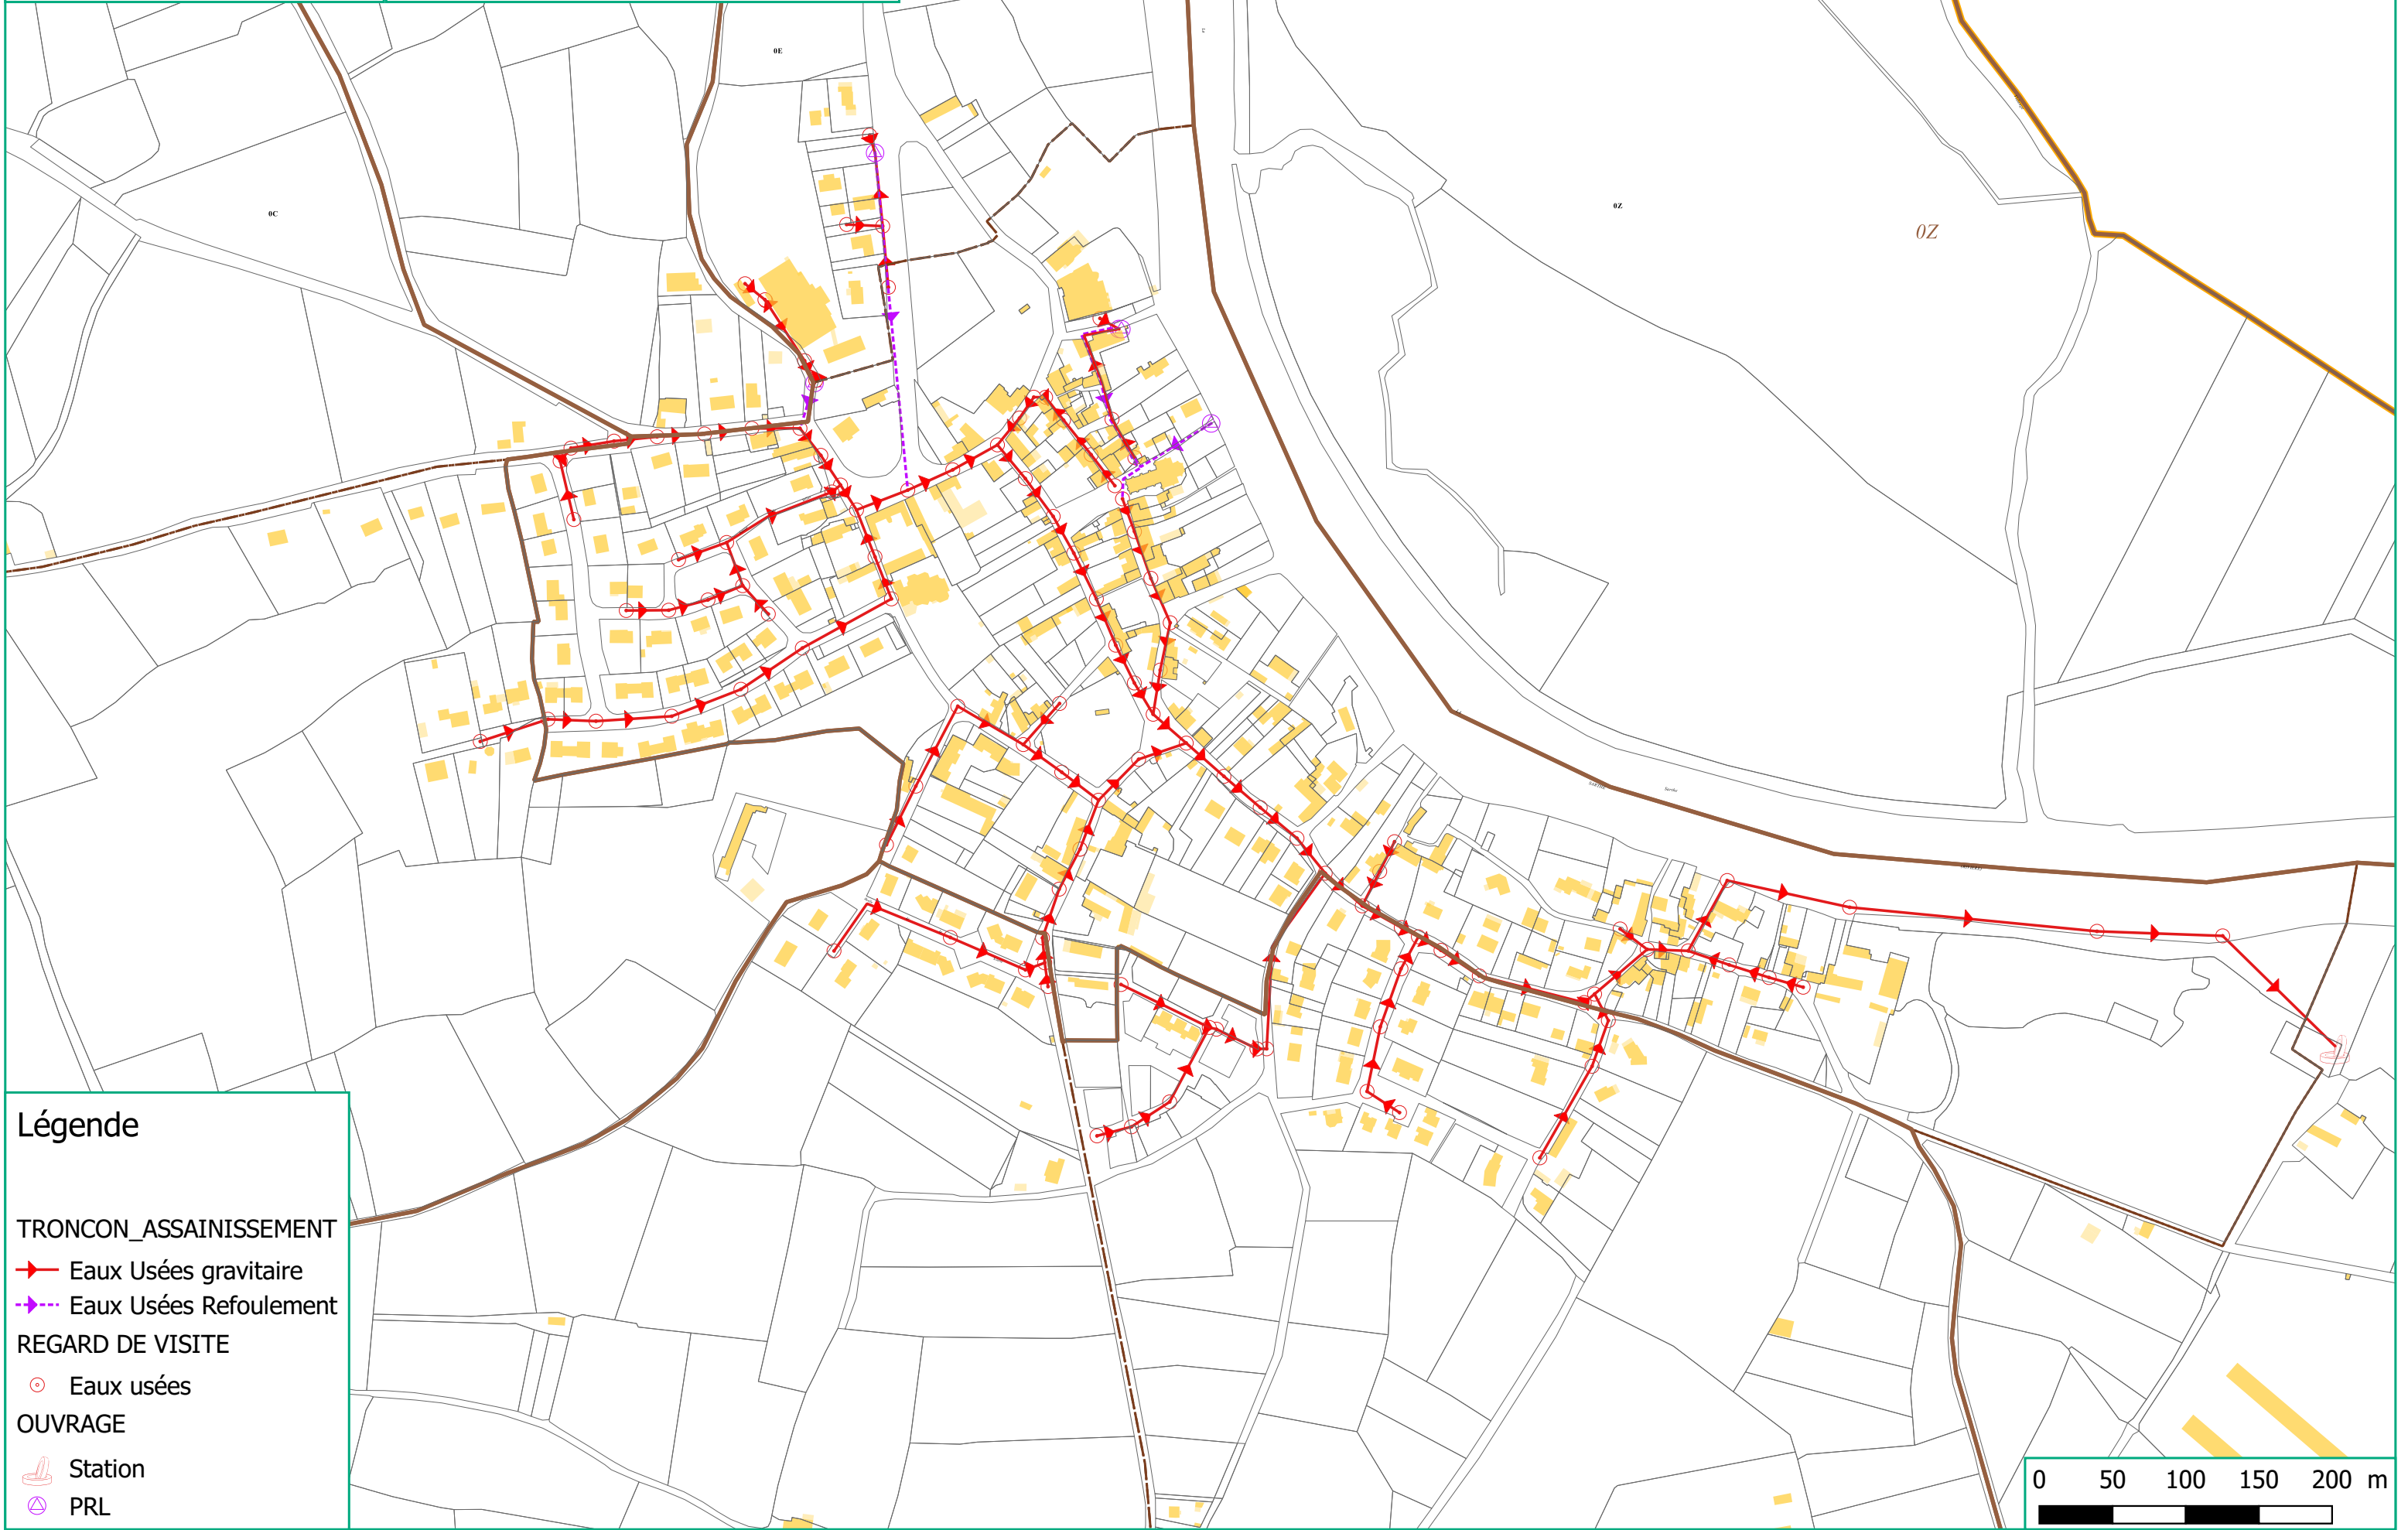 0E
0C
0Z
0Z
Légende
TRONCON_ASSAINISSEMENT
Eaux Usées gravitaire
Eaux Usées Refoulement
REGARD DE VISITE
Eaux usées
OUVRAGE
Station
PRL
0 50 100 150 200 m